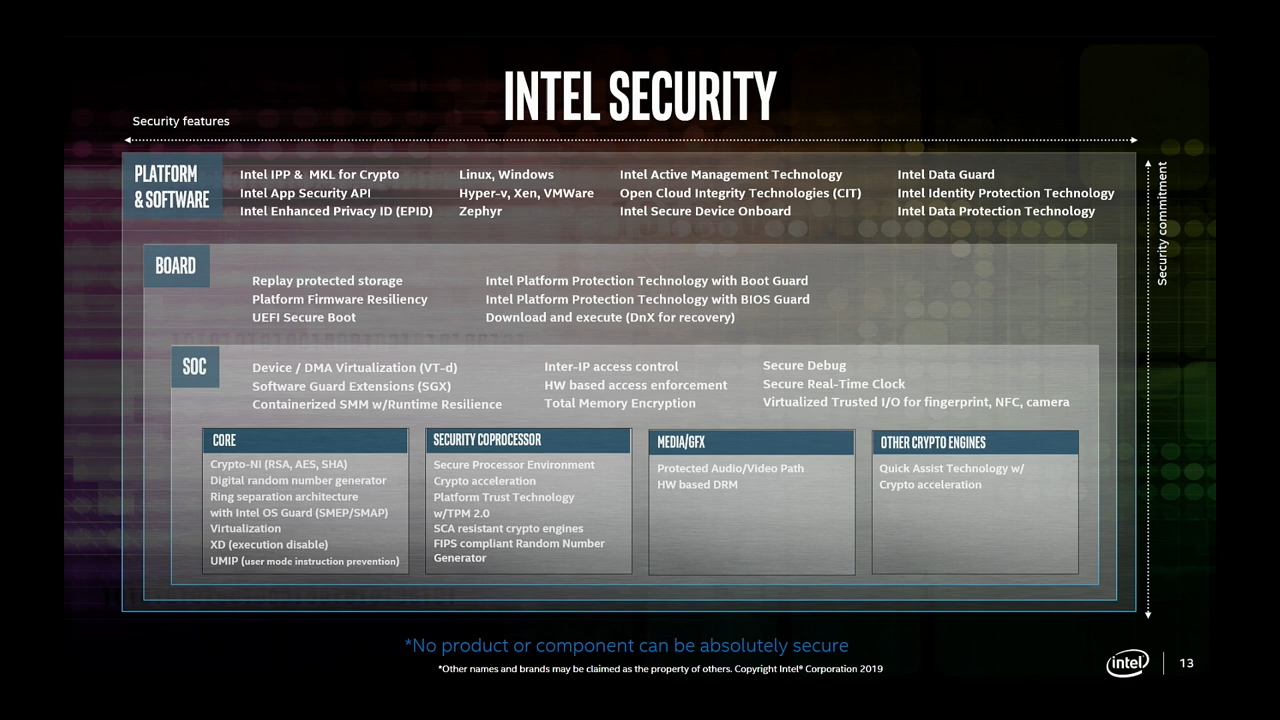 INTEL SECURITY
Security features
PLATFORM
& SOFTWARE
Intel IPP & MKL for Crypto
Intel App Security API
Intel Enhanced Privacy ID (EPID)
Linux, Windows
Hyper-v, Xen, VMWare
Zephyr
Intel Active Management Technology
Open Cloud Integrity Technologies (CIT)
Intel Secure Device Onboard
Intel Data Guard
Intel Identity Protection Technology
Intel Data Protection Technology
Security commitment
BOARD
Replay protected storage
Platform Firmware Resiliency
UEFI Secure Boot
Intel Platform Protection Technology with Boot Guard
Intel Platform Protection Technology with BIOS Guard
Download and execute (DnX for recovery)
SOC
Device / DMA Virtualization (VT-d)
Software Guard Extensions (SGX)
Containerized SMM w/Runtime Resilience
Inter-IP access control
HW based access enforcement
Total Memory Encryption
Secure Debug
Secure Real-Time Clock
Virtualized Trusted I/O for fingerprint, NFC, camera
CORE
Crypto-NI (RSA, AES, SHA)
Digital random number generator
Ring separation architecture
with Intel OS Guard (SMEP/SMAP)
Virtualization
XD (execution disable)
UMIP (user mode instruction prevention)
SECURITY COPROCESSOR
Secure Processor Environment
Crypto acceleration
Platform Trust Technology
w/TPM 2.0
SCA resistant crypto engines
FIPS compliant Random Number
Generator
MEDIA/GFX
Protected Audio/Video Path
HW based DRM
OTHER CRYPTO ENGINES
Quick Assist Technology w/
Crypto acceleration
*No product or component can be absolutely secure
*Other names and brands may be claimed as the property of others. Copyright Intel® Corporation 2019
intel
13